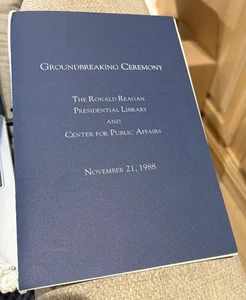 GROUNDBREAKING CEREMONY
THE RONALD REAGAN
PRESIDENTIAL LIBRARY
AND
CENTER FOR PUBLIC AFFAIRS
NOVEMBER 21, 1988